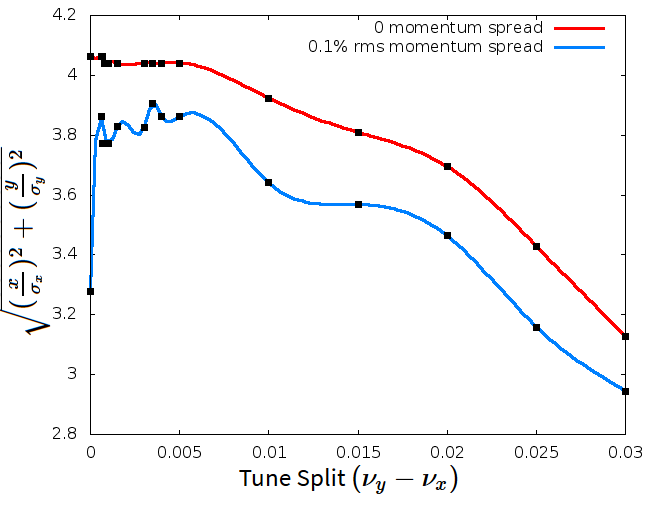 4.2
0 momentum spread
0.1% rms momentum spread
4
3.8
3.6
3.4
3.2
3
2.8
√((x/σx)² + (y/σy)²)
0 0.005 0.01 0.015 0.02 0.025 0.03
Tune Split (νy − νx)